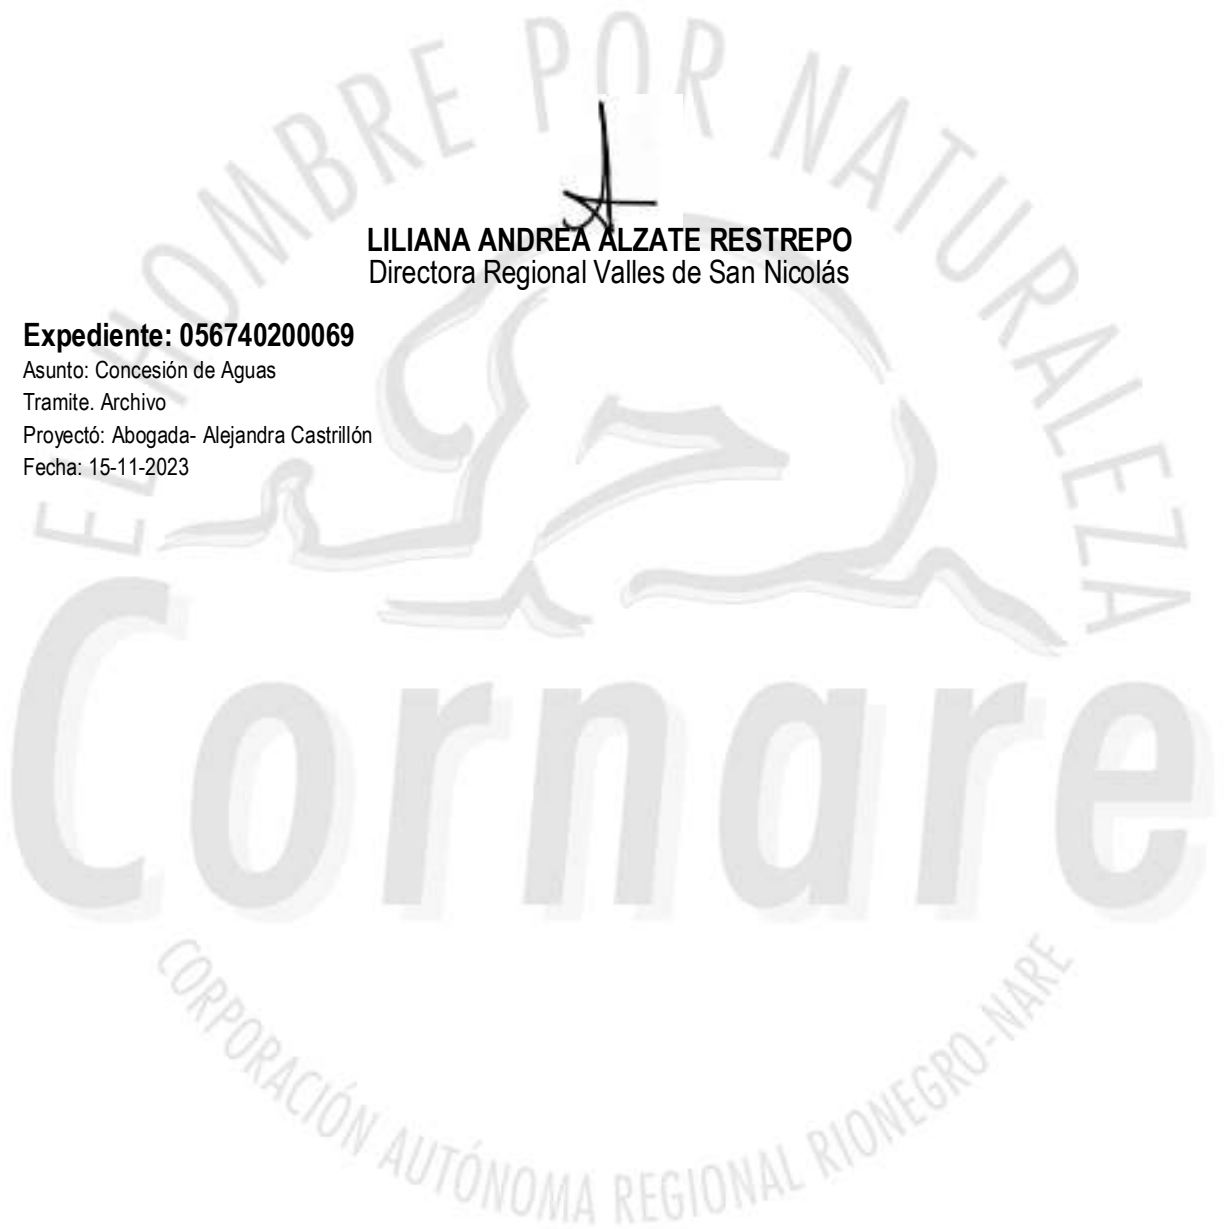 EL HOMBRE POR NATURALEZA
LILIANA ANDREA ALZATE RESTREPO
Directora Regional Valles de San Nicolás
Expediente: 056740200069
Asunto: Concesión de Aguas
Tramite. Archivo
Proyectó: Abogada- Alejandra Castrillón
Fecha: 15-11-2023
Cornare
CORPORACIÓN AUTÓNOMA REGIONAL RIONEGRO-NARE